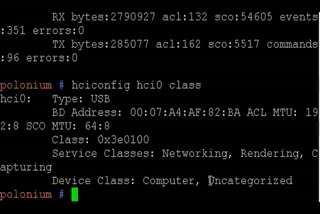 RX bytes:2790927 acl:132 sco:54605 events
:351 errors:0
TX bytes:285077 acl:162 sco:5517 commands
:96 errors:0
polonium # hciconfig hci0 class
hci0: Type: USB
BD Address: 00:07:A4:AF:82:BA ACL MTU: 19
2:8 SCO MTU: 64:8
Class: 0x3e0100
Service Classes: Networking, Rendering, C
apturing
Device Class: Computer, Uncategorized
polonium #